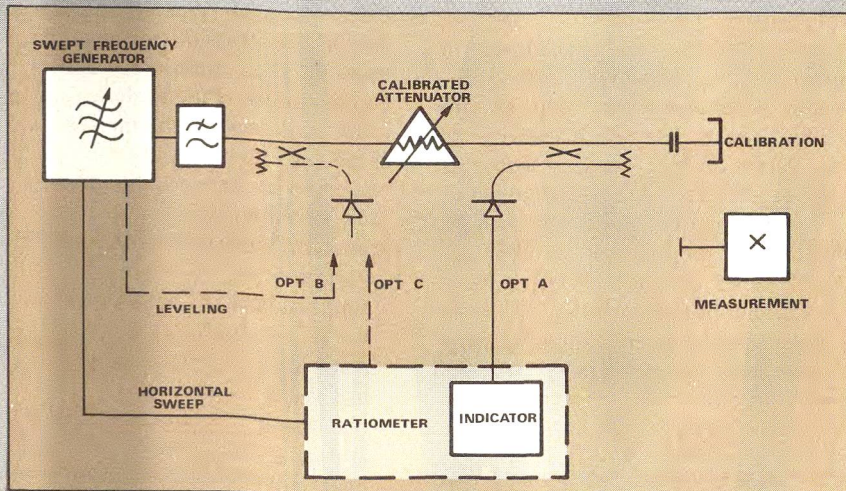 SWEPT FREQUENCY
GENERATOR
CALIBRATED
ATTENUATOR
CALIBRATION
OPT B
OPT C
OPT A
LEVELING
MEASUREMENT
HORIZONTAL
SWEEP
RATIOMETER
INDICATOR